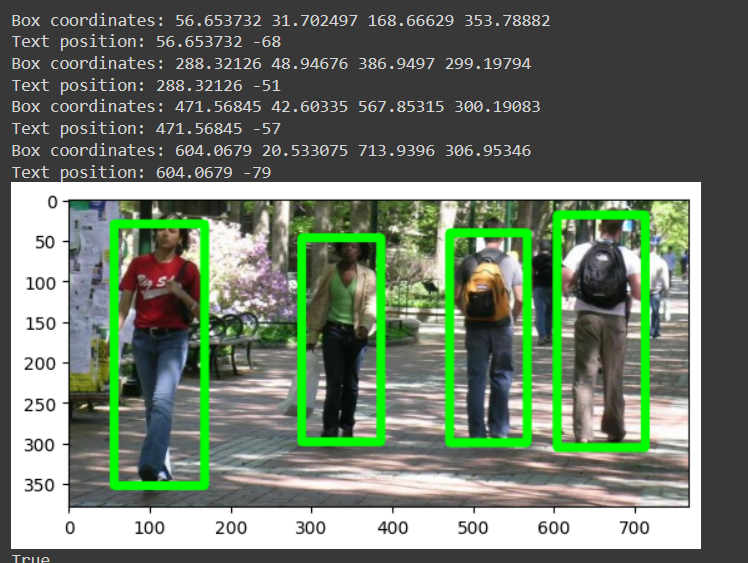 Box coordinates: 56.653732 31.702497 168.66629 353.78882
Text position: 56.653732 -68
Box coordinates: 288.32126 48.94676 386.9497 299.19794
Text position: 288.32126 -51
Box coordinates: 471.56845 42.60335 567.85315 300.19083
Text position: 471.56845 -57
Box coordinates: 604.0679 20.533075 713.9396 306.95346
Text position: 604.0679 -79
0
50
100
150
200
250
300
350
0 100 200 300 400 500 600 700
True